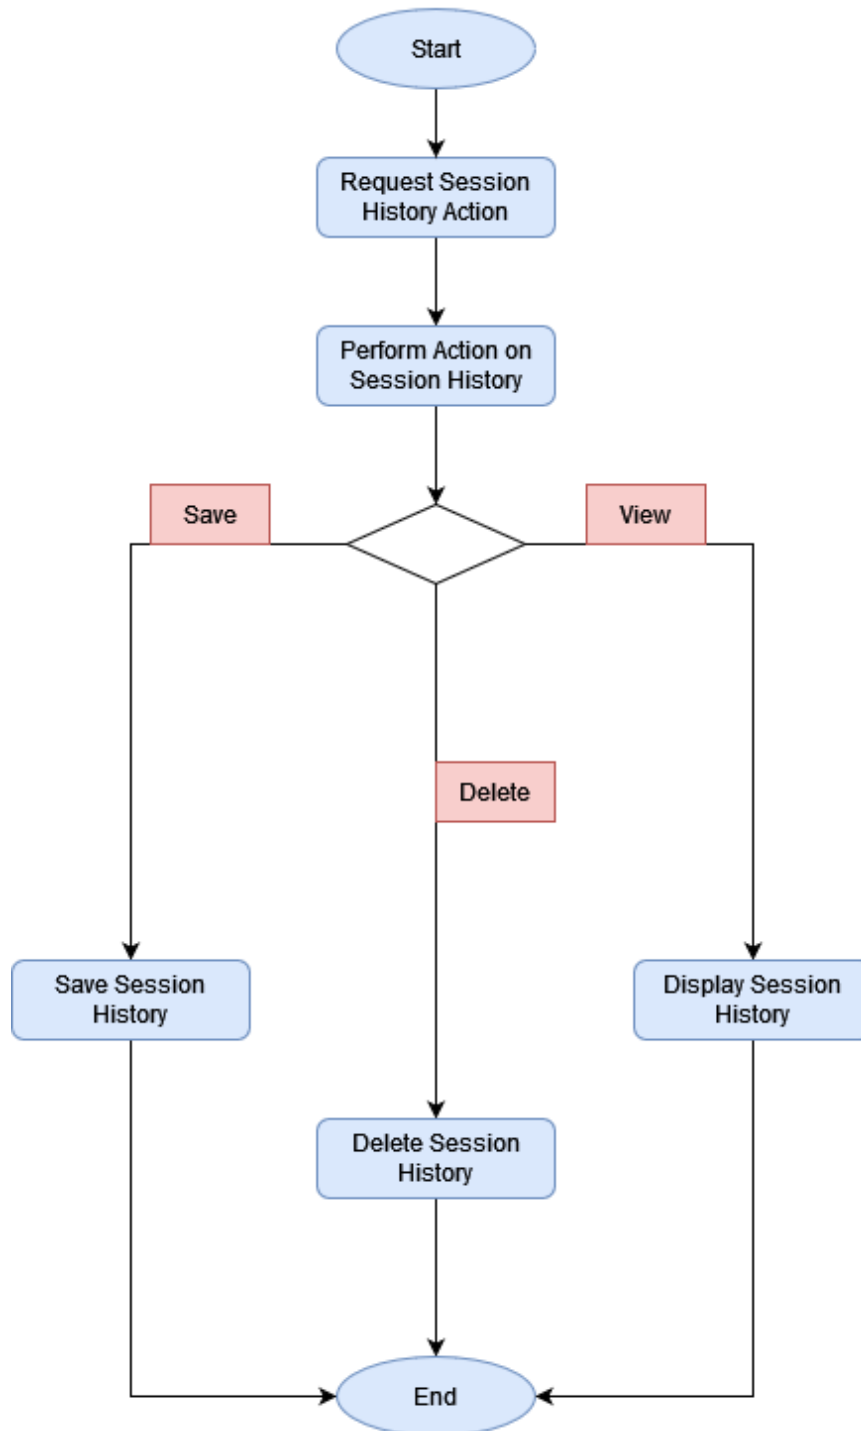 Start
Request Session
History Action
Perform Action on
Session History
Save
View
Delete
Save Session
History
Display Session
History
Delete Session
History
End